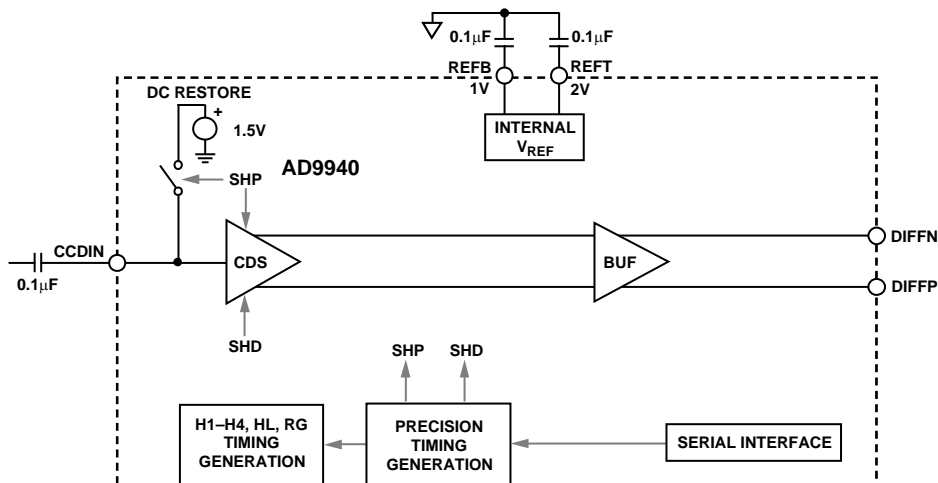 0.1µF
0.1µF
REFB
REFT
1V
2V
DC RESTORE
+
1.5V
INTERNAL
VREF
AD9940
SHP
CCDIN
0.1µF
CDS
BUF
DIFFN
DIFFP
SHD
SHP
SHD
H1–H4, HL, RG
TIMING
GENERATION
PRECISION
TIMING
GENERATION
SERIAL INTERFACE